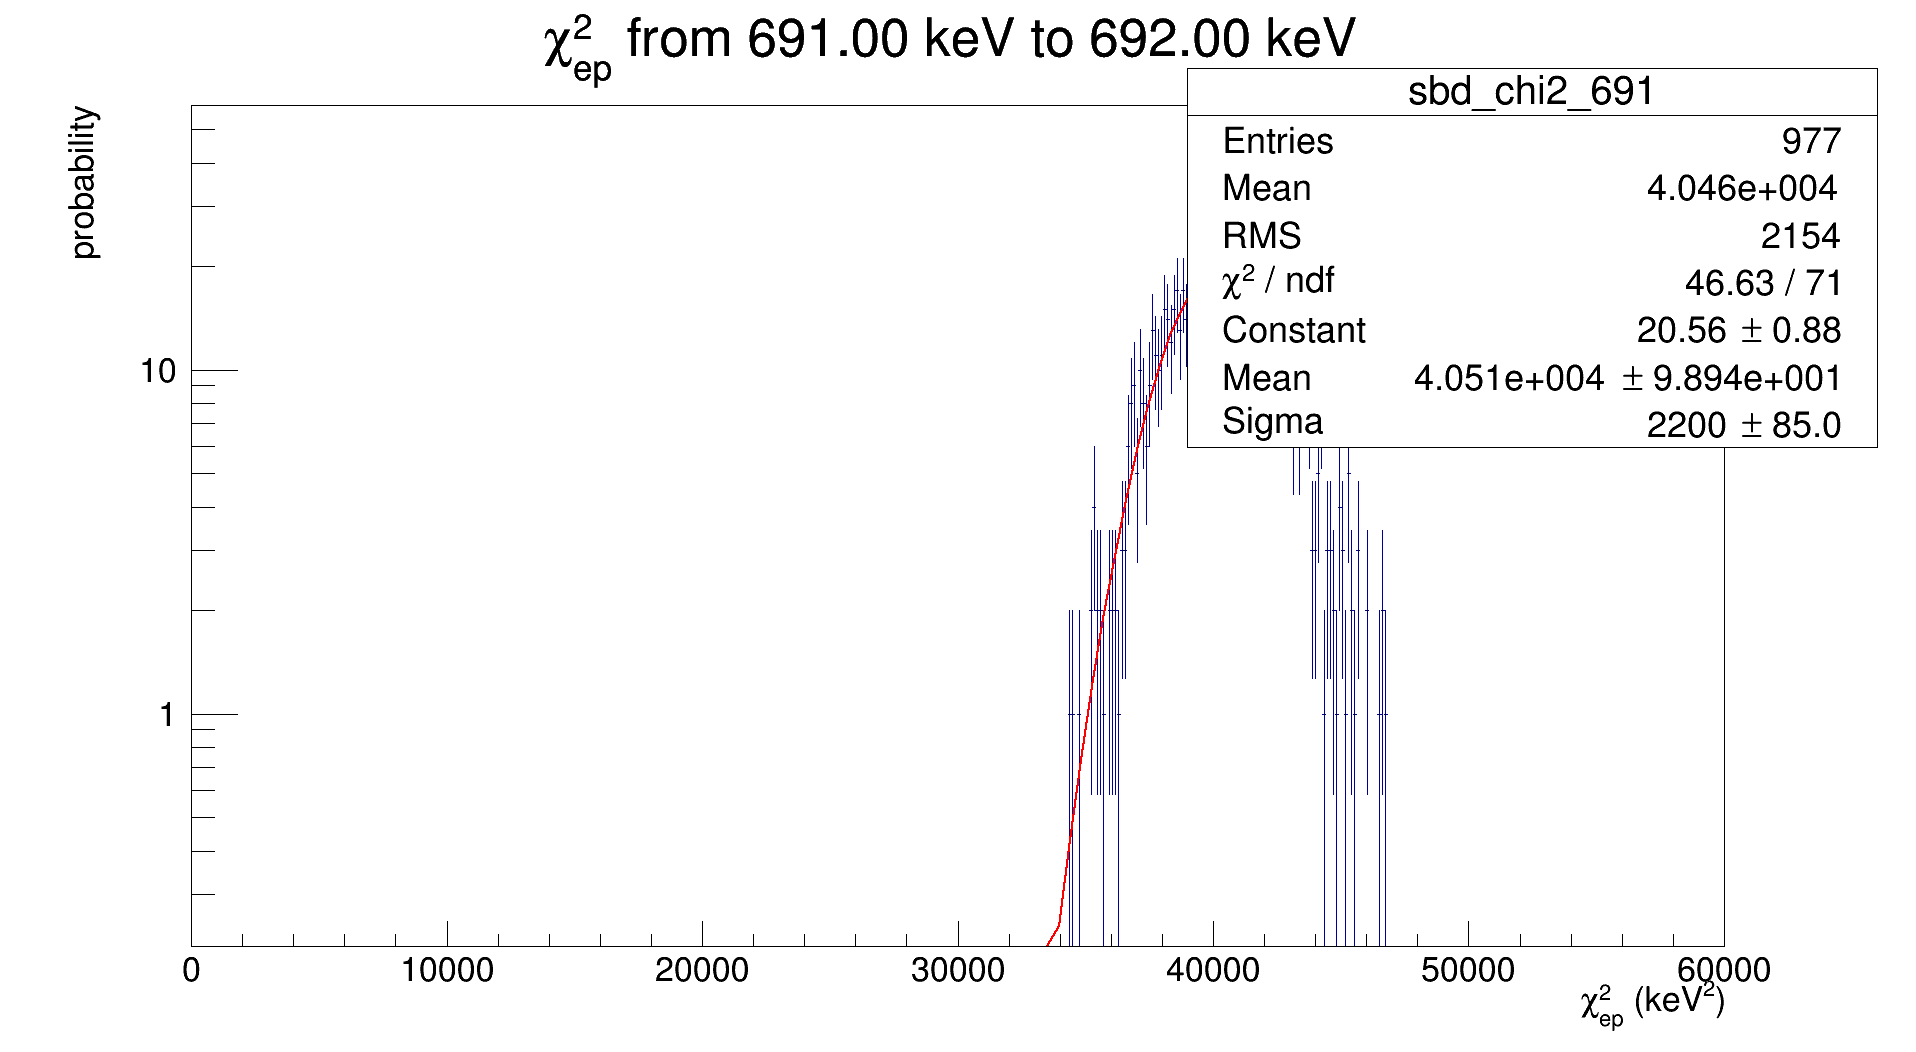 χ²ep from 691.00 keV to 692.00 keV
probability
sbd_chi2_691
Entries 977
Mean 4.046e+004
RMS 2154
χ² / ndf 46.63 / 71
Constant 20.56 ± 0.88
Mean 4.051e+004 ± 9.894e+001
Sigma 2200 ± 85.0
10
1
0 10000 20000 30000 40000 50000 60000
χ²ep (keV²)